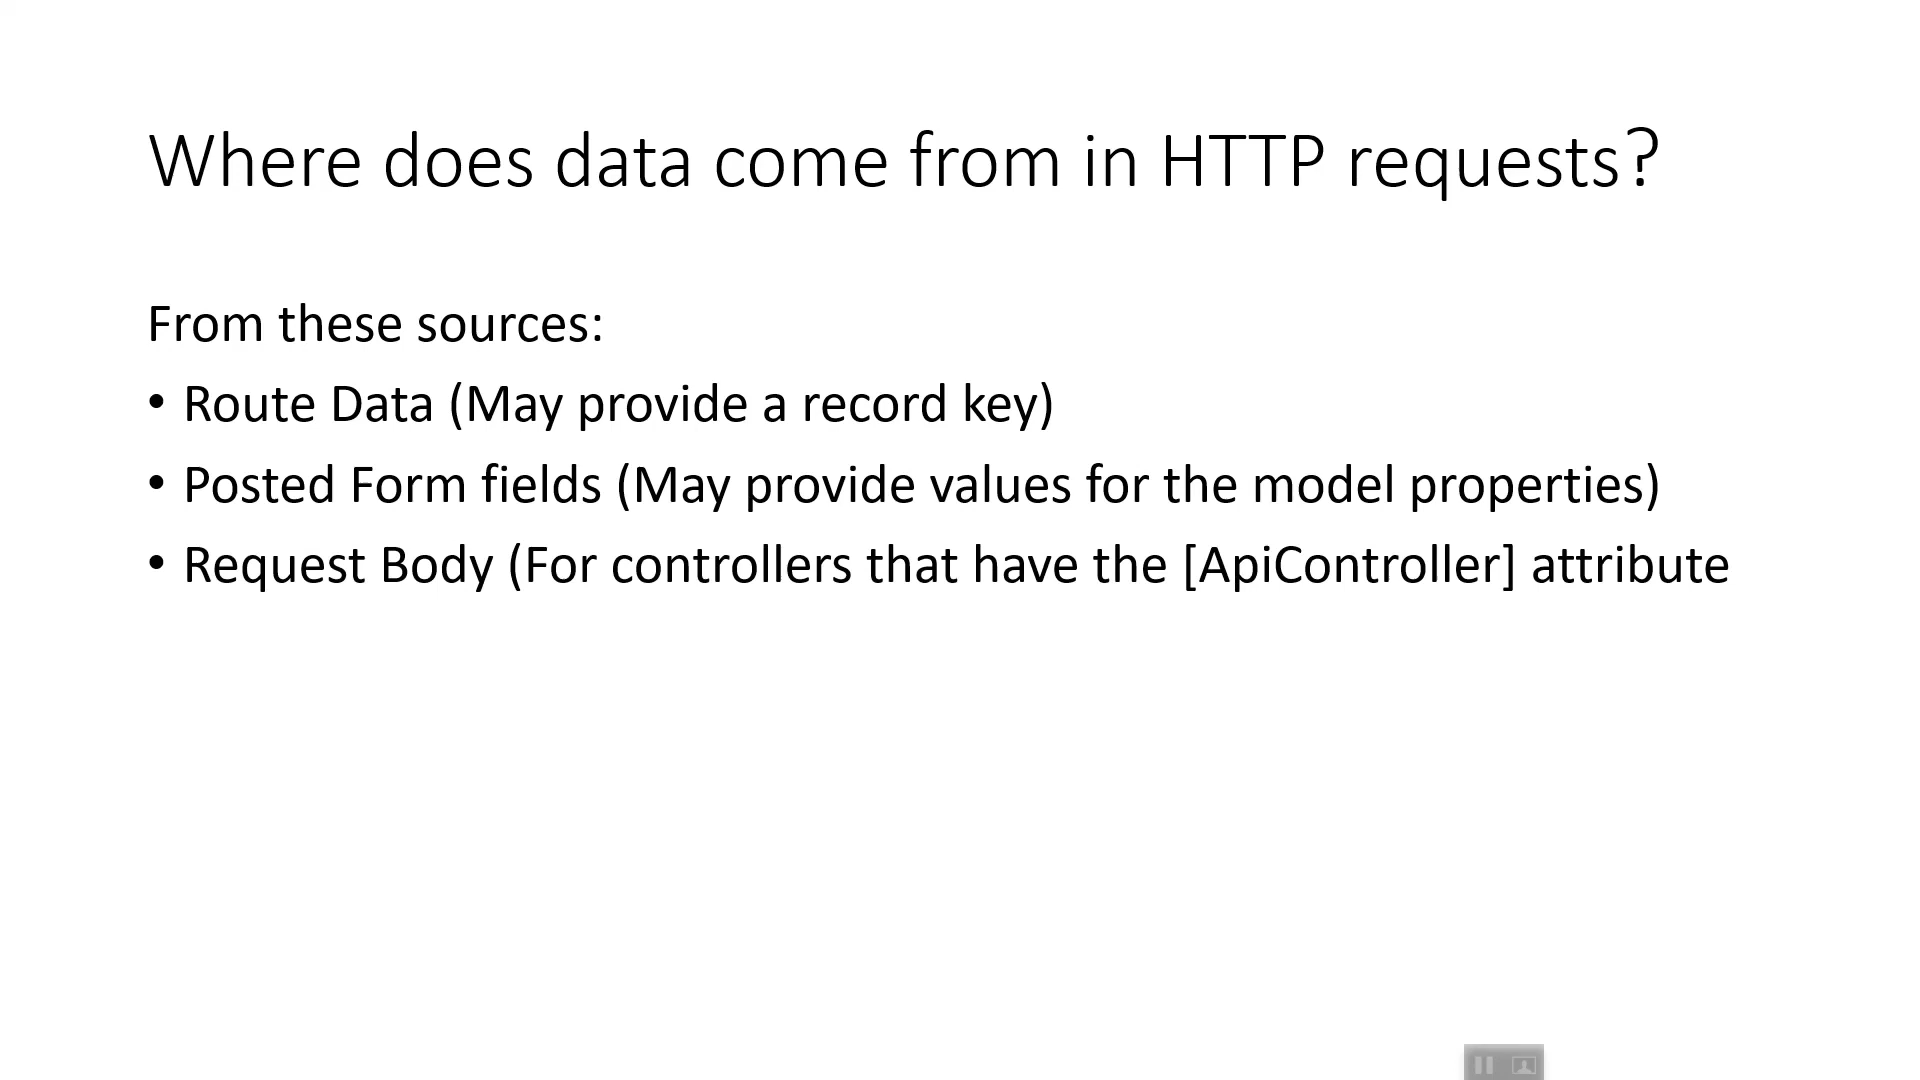 Where does data come from in HTTP requests?
From these sources:
• Route Data (May provide a record key)
• Posted Form fields (May provide values for the model properties)
• Request Body (For controllers that have the [ApiController] attribute